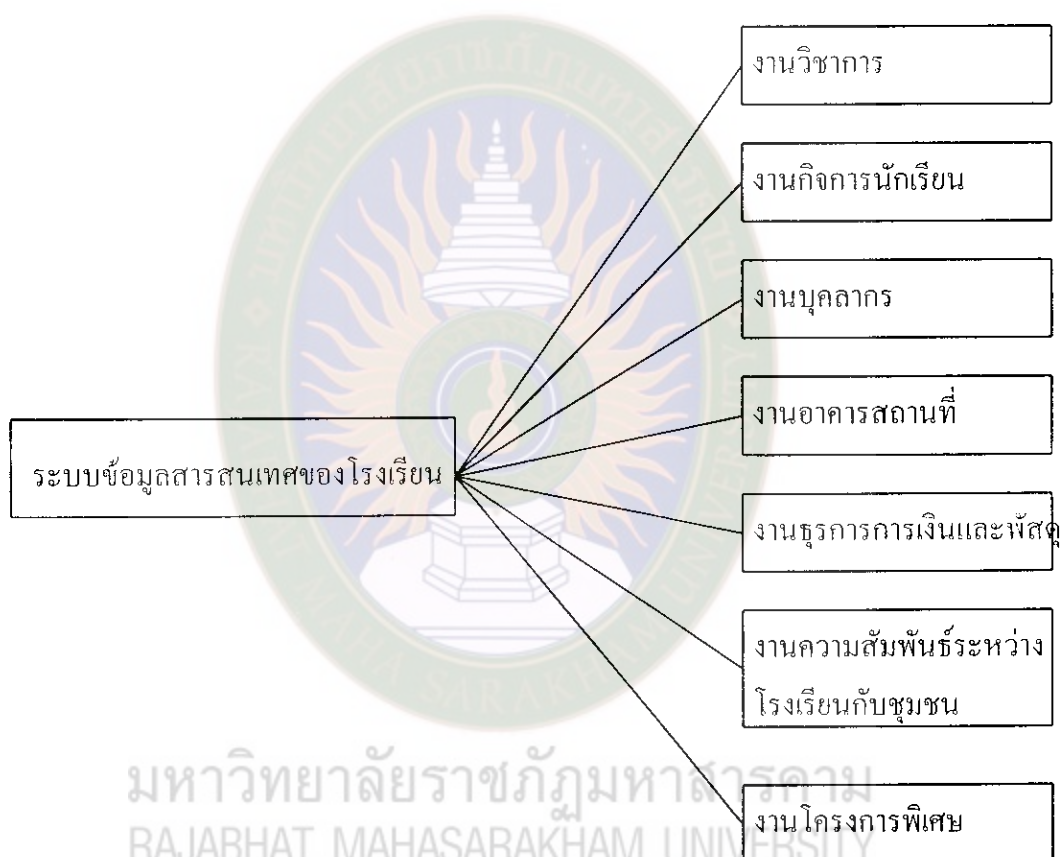 งานวิชาการ
งานกิจการนักเรียน
งานบุคลากร
งานอาคารสถานที่
ระบบข้อมูลสารสนเทศของโรงเรียน
งานธุรการการเงินและพัสดุ
งานความสัมพันธ์ระหว่าง
โรงเรียนกับชุมชน
งานโครงการพิเศษ
มหาวิทยาลัยราชภัฏมหาสารคาม
RAJABHAT MAHASARAKHAM UNIVERSITY